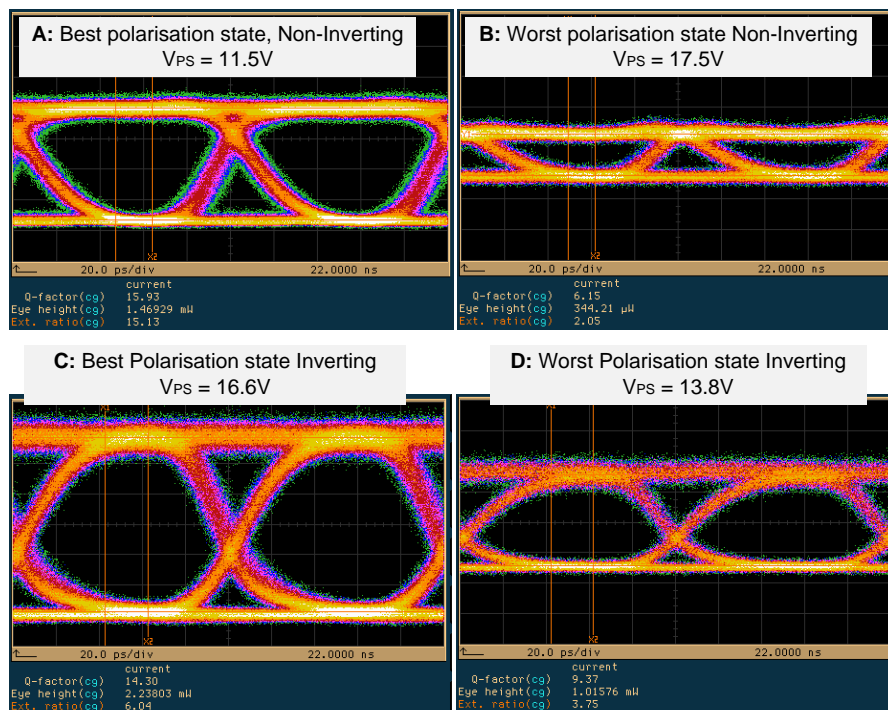 A: Best polarisation state, Non-Inverting
VPS = 11.5V
X2
20.0 ps/div 22.0000 ns
current
Q-factor(cg) 15.93
Eye height(cg) 1.46929 mW
Ext. ratio(cg) 15.13
B: Worst polarisation state Non-Inverting
VPS = 17.5V
X2
20.0 ps/div 22.0000 ns
current
Q-factor(cg) 6.15
Eye height(cg) 344.21 µW
Ext. ratio(cg) 2.05
C: Best Polarisation state Inverting
VPS = 16.6V
X1
X2
20.0 ps/div 22.0000 ns
current
Q-factor(cg) 14.30
Eye height(cg) 2.23803 mW
Ext. ratio(cg) 6.04
D: Worst Polarisation state Inverting
VPS = 13.8V
X2
20.0 ps/div 22.0000 ns
current
Q-factor(cg) 9.37
Eye height(cg) 1.01576 mW
Ext. ratio(cg) 3.75